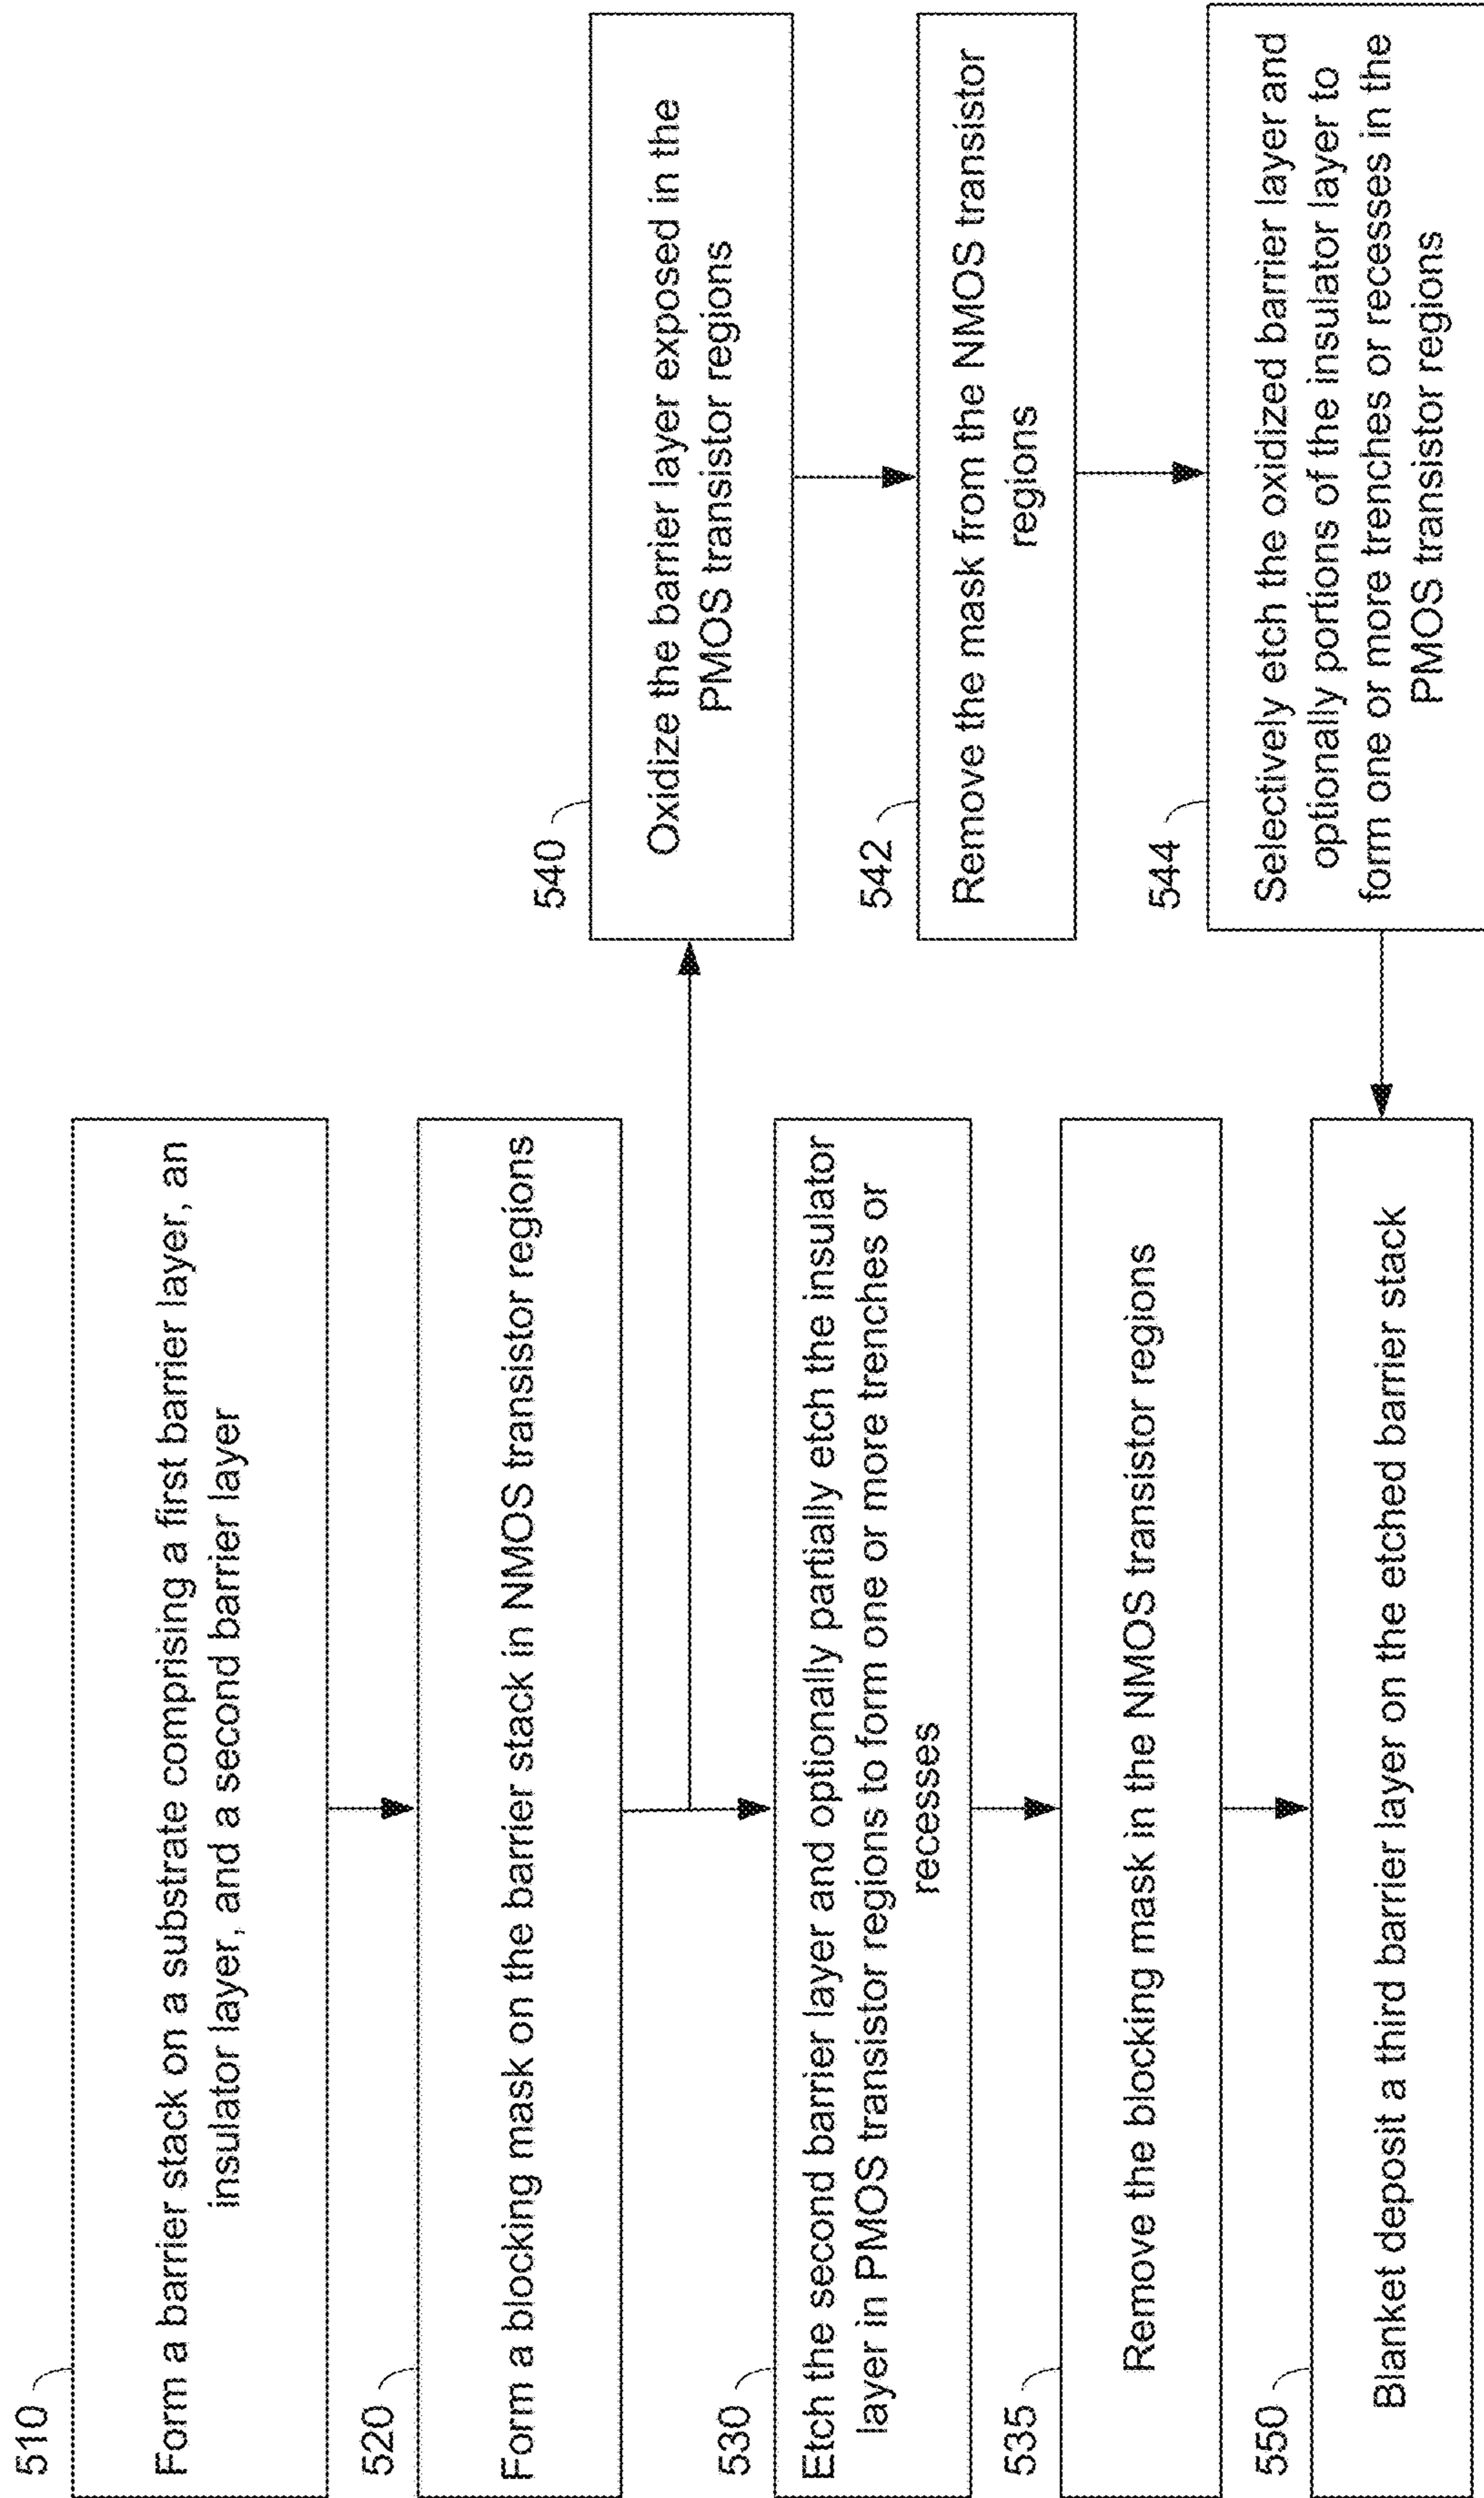 510
Form a barrier stack on a substrate comprising a first barrier layer, an
insulator layer, and a second barrier layer
520
Form a blocking mask on the barrier stack in NMOS transistor regions
530
Etch the second barrier layer and optionally partially etch the insulator
layer in PMOS transistor regions to form one or more trenches or
recesses
535
Remove the blocking mask in the NMOS transistor regions
540
Oxidize the barrier layer exposed in the
PMOS transistor regions
542
Remove the mask from the NMOS transistor
regions
544
Selectively etch the oxidized barrier layer and
optionally portions of the insulator layer to
form one or more trenches or recesses in the
PMOS transistor regions
550
Blanket deposit a third barrier layer on the etched barrier stack